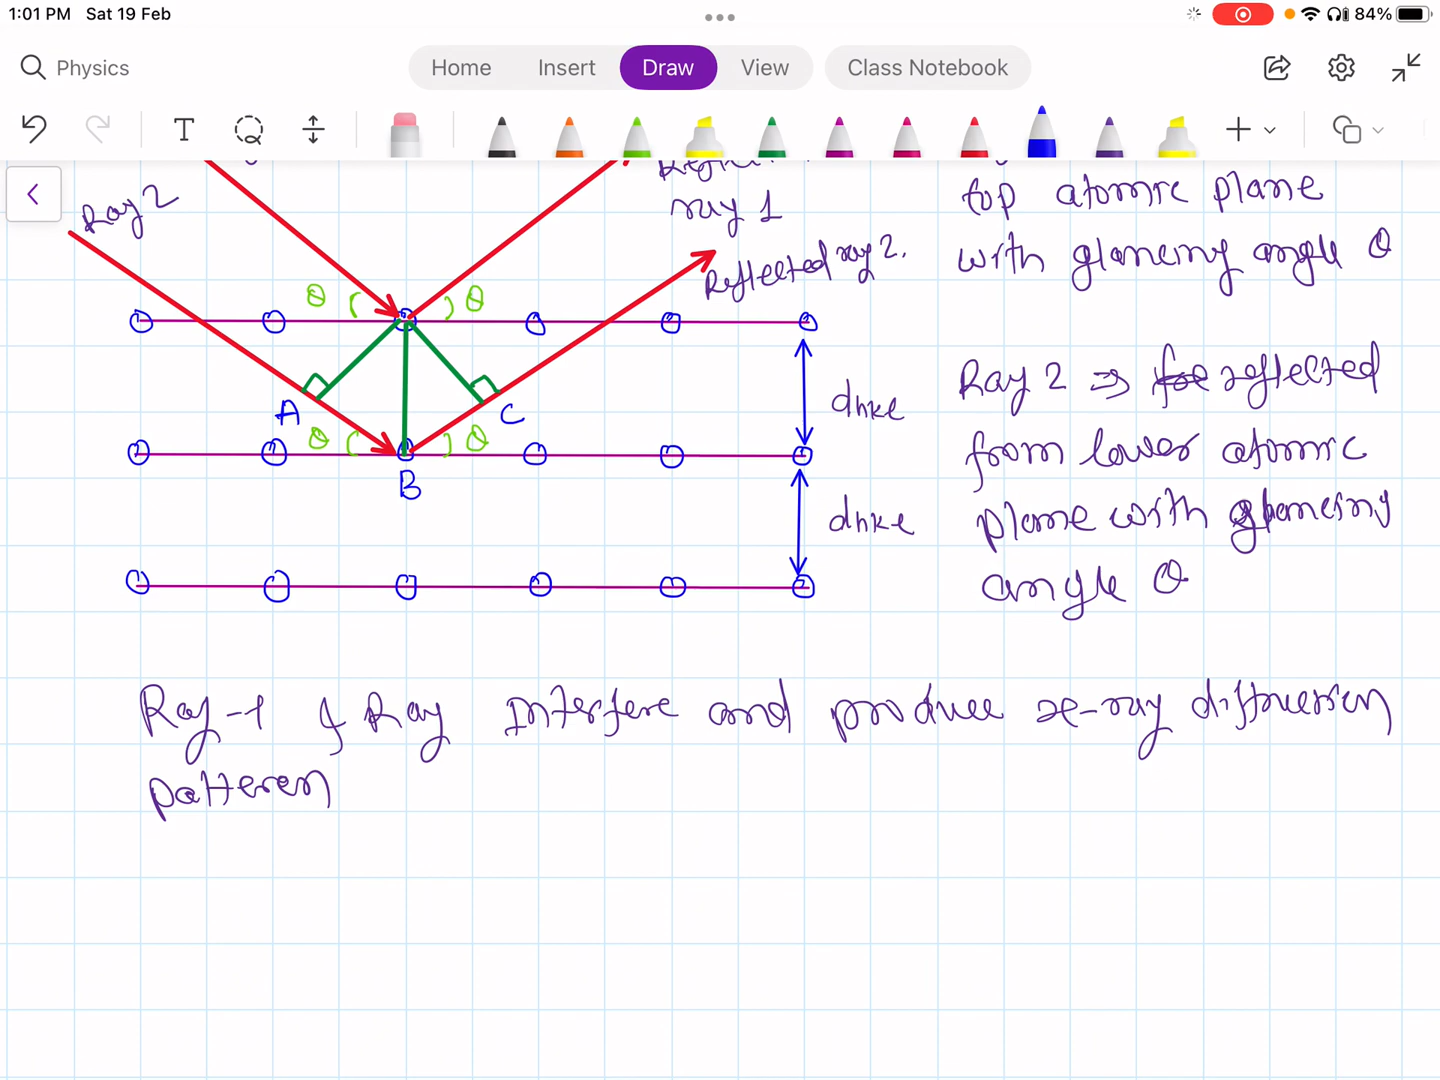 1:01 PM Sat 19 Feb
84%
Physics
Home Insert Draw View Class Notebook
T
top atomic plane
with glancing angle θ
Ray 2
ray 1
Reflected ray 2.
θ θ
A C
θ θ
B
dhkl
dhkl
Ray 2 ⇒ reflected
from lower atomic
plane with glancing
angle θ
Ray-1 & Ray Interfere and produce x-ray diffraction
patteren